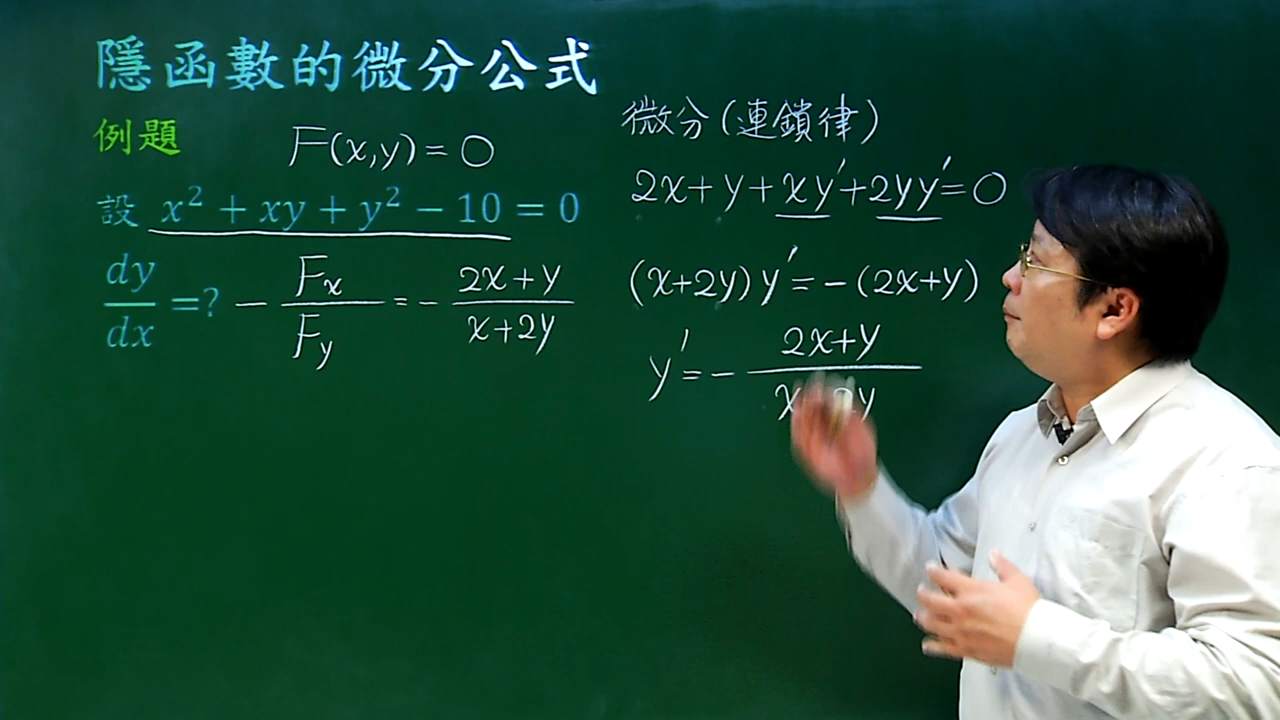 隱函數的微分公式
例題
F(x,y) = 0
設 x² + xy + y² − 10 = 0
dy/dx =? − Fx/Fy = − (2x+y)/(x+2y)
微分(連鎖律)
2x+y+xy′+2yy′=0
(x+2y)y′=−(2x+y)
y′=− (2x+y)/(x+2y)